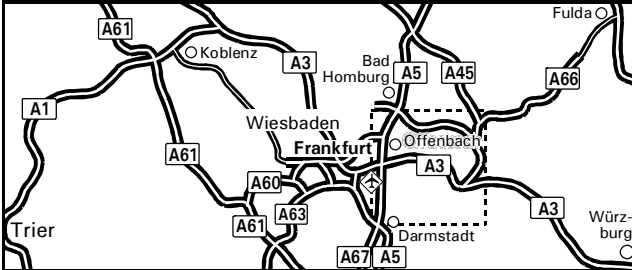 A61
Fulda
Koblenz
A3
Bad
Homburg
A5
A45
A66
A1
Wiesbaden
Frankfurt
Offenbach
A61
A3
A60
A63
A61
A3
Trier
Würz-
burg
Darmstadt
A67
A5